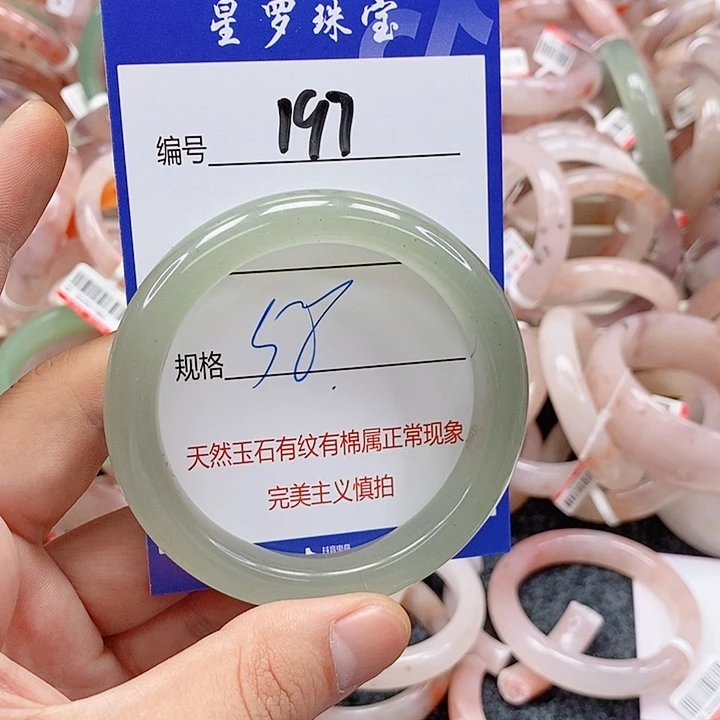 星罗珠宝
编号 197
规格 58
天然玉石有纹有棉属正常现象
完美主义慎拍